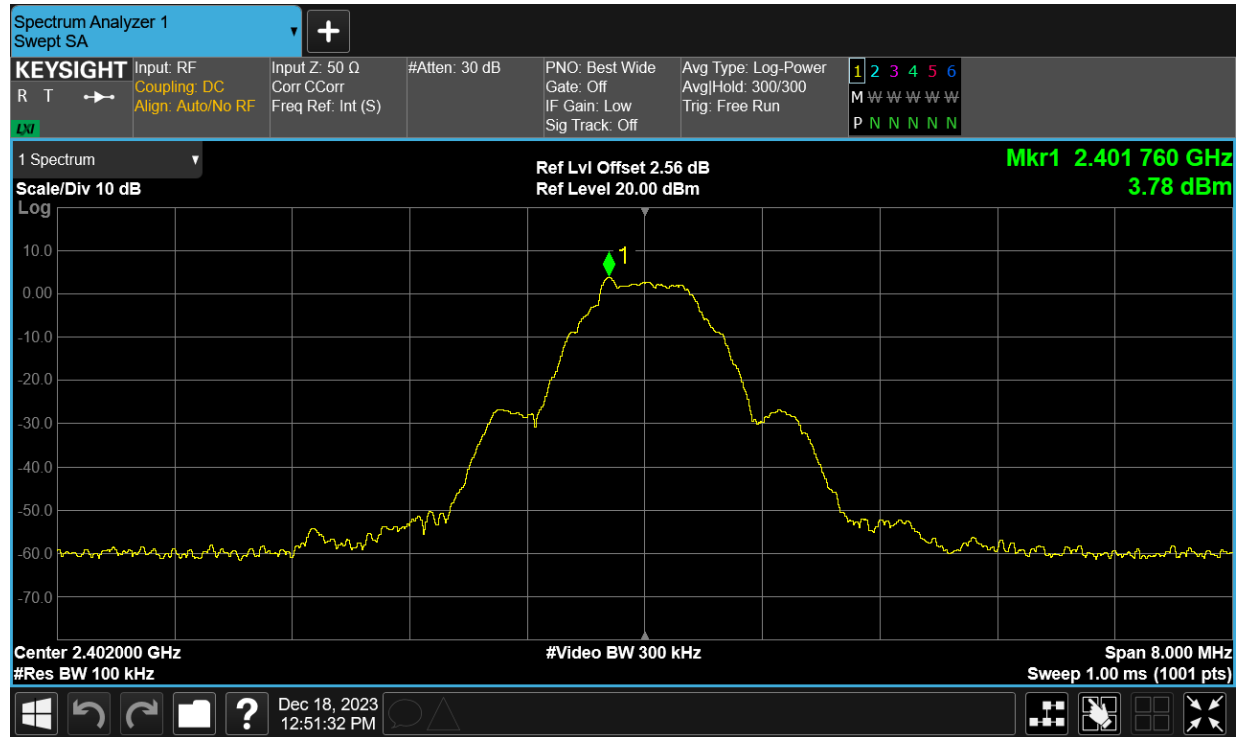 Spectrum Analyzer 1
Swept SA
KEYSIGHT
R T
LXI
Input: RF
Coupling: DC
Align: Auto/No RF
Input Z: 50 Ω
Corr CCorr
Freq Ref: Int (S)
#Atten: 30 dB
PNO: Best Wide
Gate: Off
IF Gain: Low
Sig Track: Off
Avg Type: Log-Power
Avg|Hold: 300/300
Trig: Free Run
1 2 3 4 5 6
M W W W W W
P N N N N N
1 Spectrum
Scale/Div 10 dB
Log
Ref Lvl Offset 2.56 dB
Ref Level 20.00 dBm
Mkr1 2.401 760 GHz
3.78 dBm
1
10.0
0.00
-10.0
-20.0
-30.0
-40.0
-50.0
-60.0
-70.0
Center 2.402000 GHz
#Res BW 100 kHz
#Video BW 300 kHz
Span 8.000 MHz
Sweep 1.00 ms (1001 pts)
?
Dec 18, 2023
12:51:32 PM